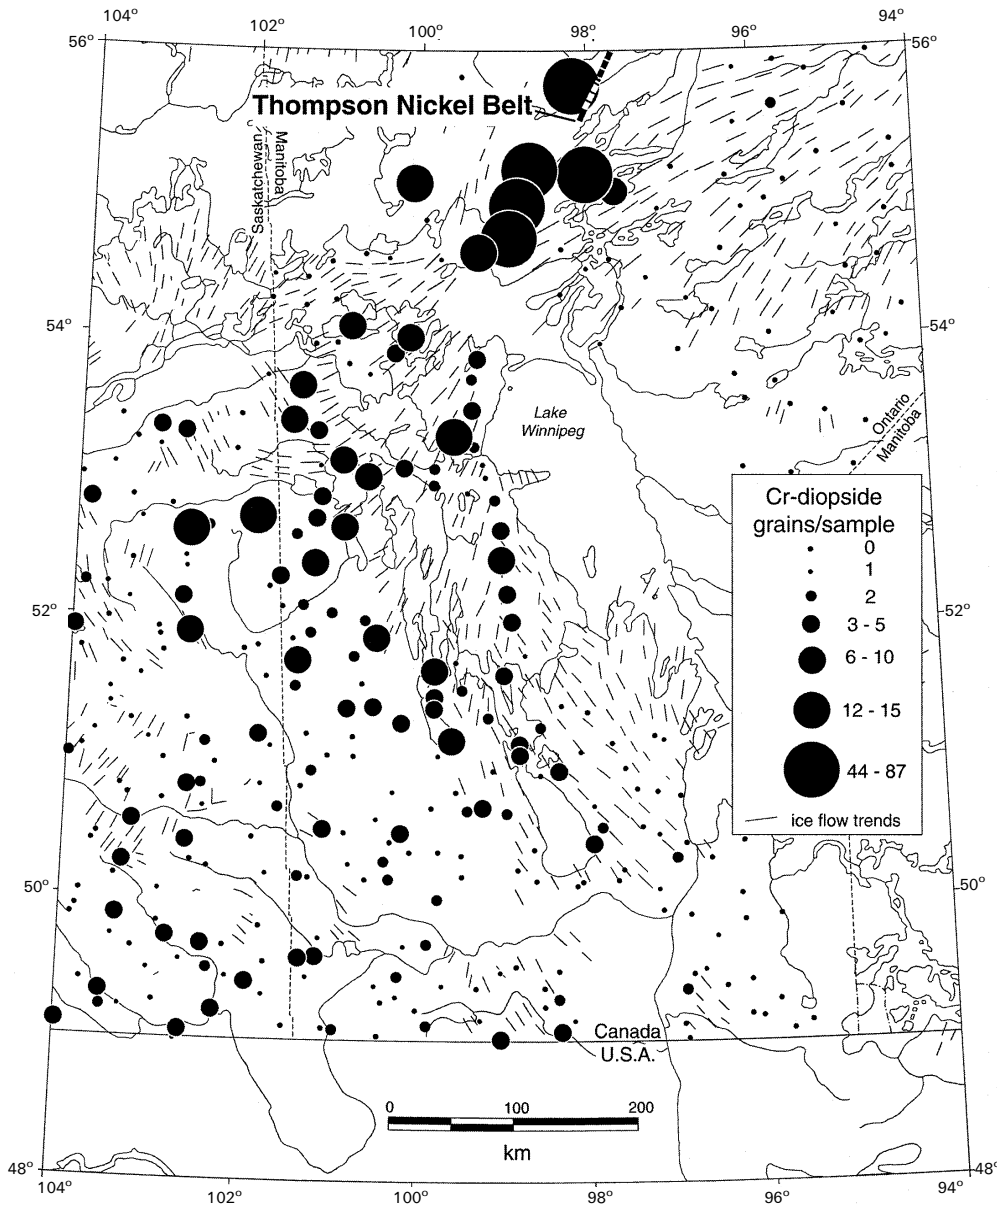 104°
102°
100°
98°
96°
94°
56°
56°
Thompson Nickel Belt
Saskatchewan
Manitoba
54°
54°
Lake
Winnipeg
Ontario
Manitoba
Cr-diopside
grains/sample
0
1
2
3 - 5
6 - 10
12 - 15
44 - 87
ice flow trends
52°
52°
50°
50°
Canada
U.S.A.
0 100 200
km
48°
48°
104°
102°
100°
98°
96°
94°